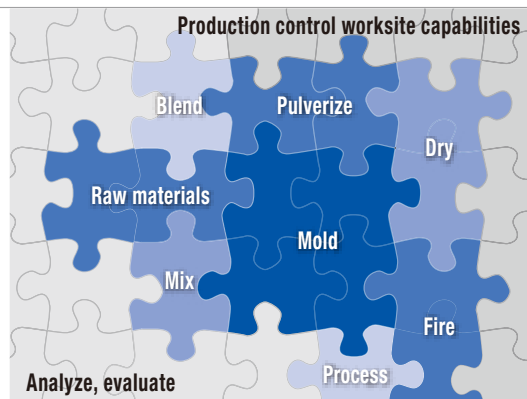 Production control worksite capabilities
Blend
Pulverize
Dry
Raw materials
Mold
Mix
Fire
Process
Analyze, evaluate